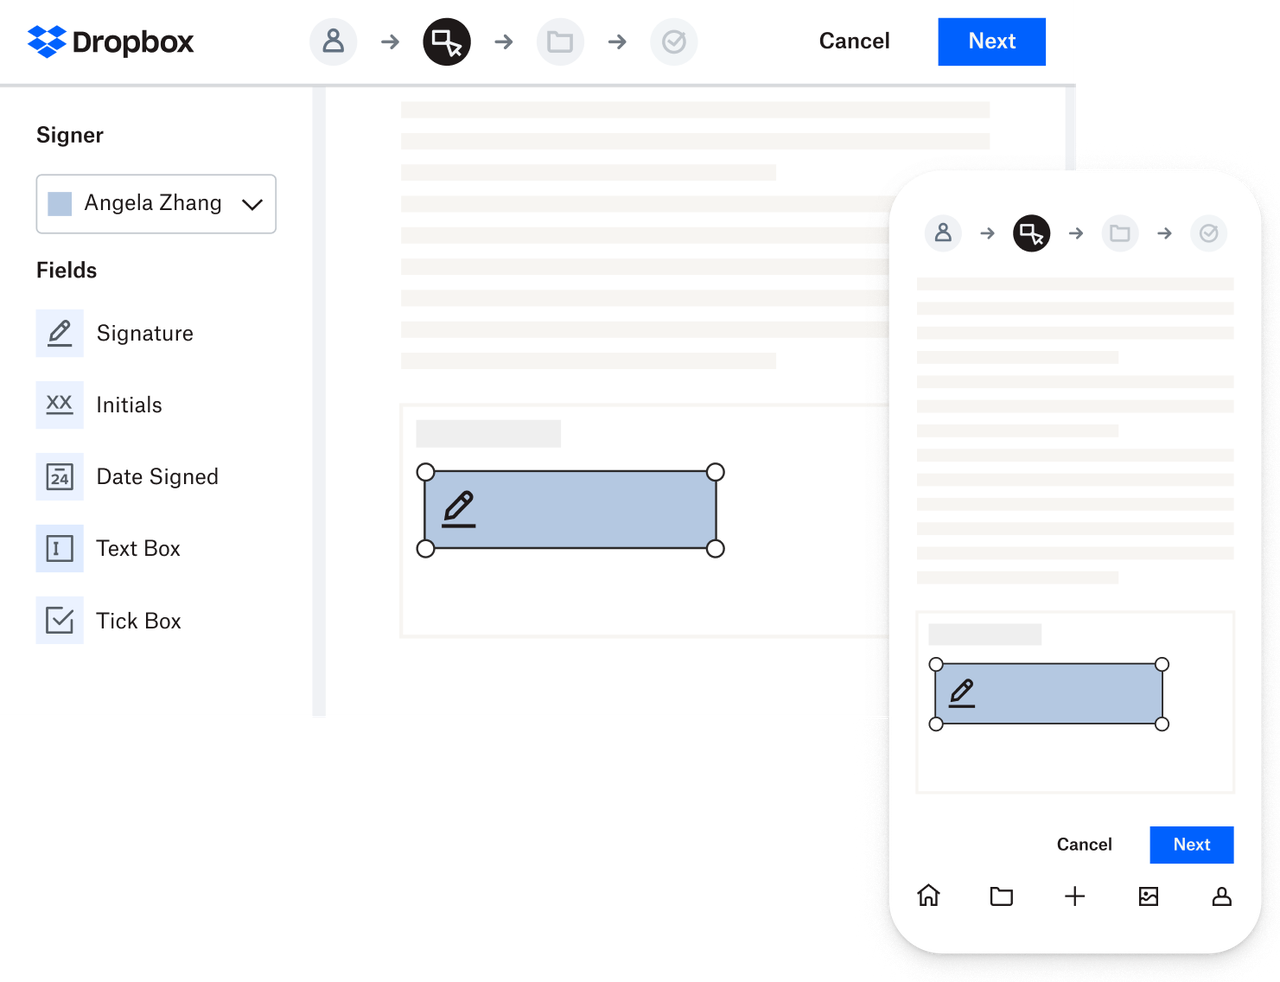 Dropbox
Cancel
Next
Signer
Angela Zhang
Fields
Signature
XX
Initials
24
Date Signed
Text Box
Tick Box
Cancel
Next